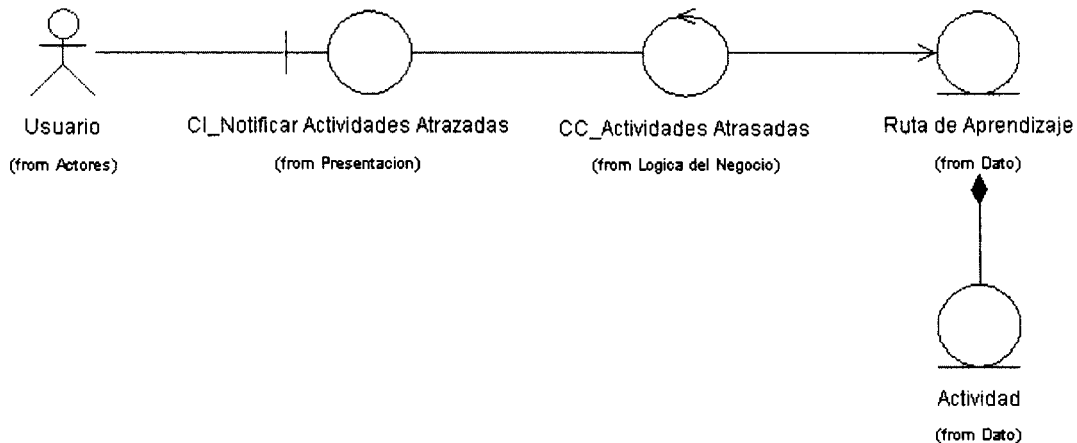 Usuario
(from Actores)
CI_Notificar Actividades Atrazadas
(from Presentacion)
CC_Actividades Atrasadas
(from Logica del Negocio)
Ruta de Aprendizaje
(from Dato)
Actividad
(from Dato)